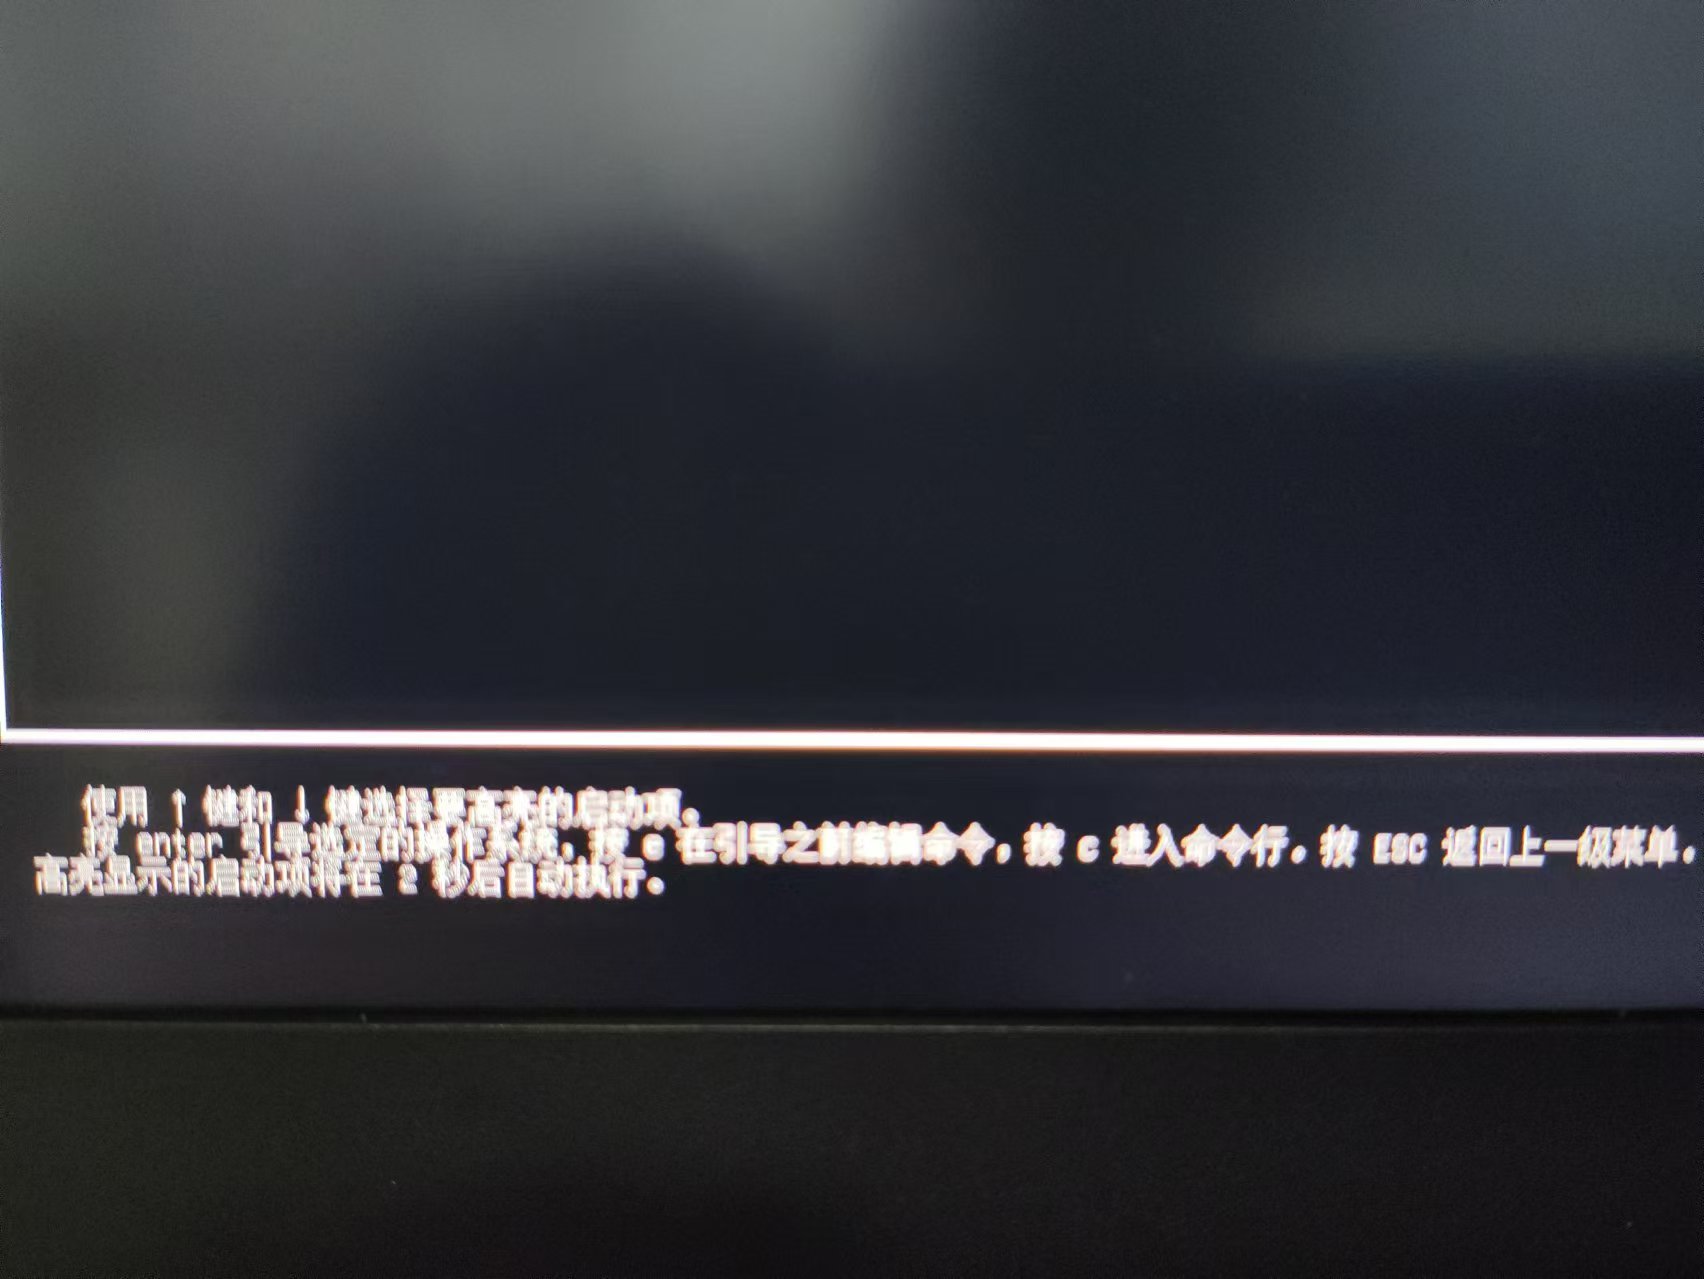 使用 ↑ 键和 ↓ 键选择要高亮的启动项。
按 enter 引导选定的操作系统，按 e 在引导之前编辑命令，按 c 进入命令行。按 ESC 返回上一级菜单。
高亮显示的启动项将在 2 秒后自动执行。